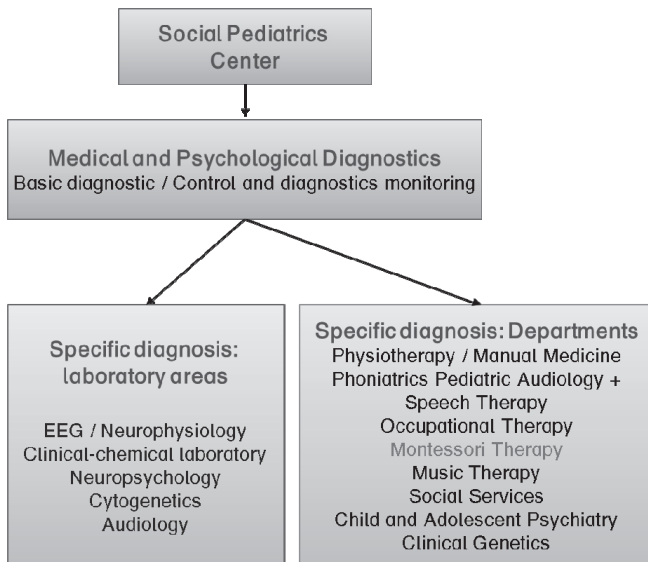 Social Pediatrics
Center
Medical and Psychological Diagnostics
Basic diagnostic / Control and diagnostics monitoring
Specific diagnosis:
laboratory areas
EEG / Neurophysiology
Clinical-chemical laboratory
Neuropsychology
Cytogenetics
Audiology
Specific diagnosis: Departments
Physiotherapy / Manual Medicine
Phoniatrics Pediatric Audiology +
Speech Therapy
Occupational Therapy
Montessori Therapy
Music Therapy
Social Services
Child and Adolescent Psychiatry
Clinical Genetics